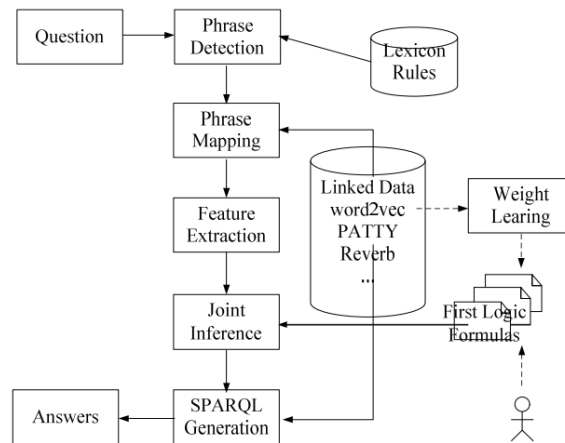 Question
Phrase
Detection
Lexicon
Rules
Phrase
Mapping
Linked Data
word2vec
PATTY
Reverb
...
Weight
Learing
Feature
Extraction
Joint
Inference
First Logic
Formulas
Answers
SPARQL
Generation